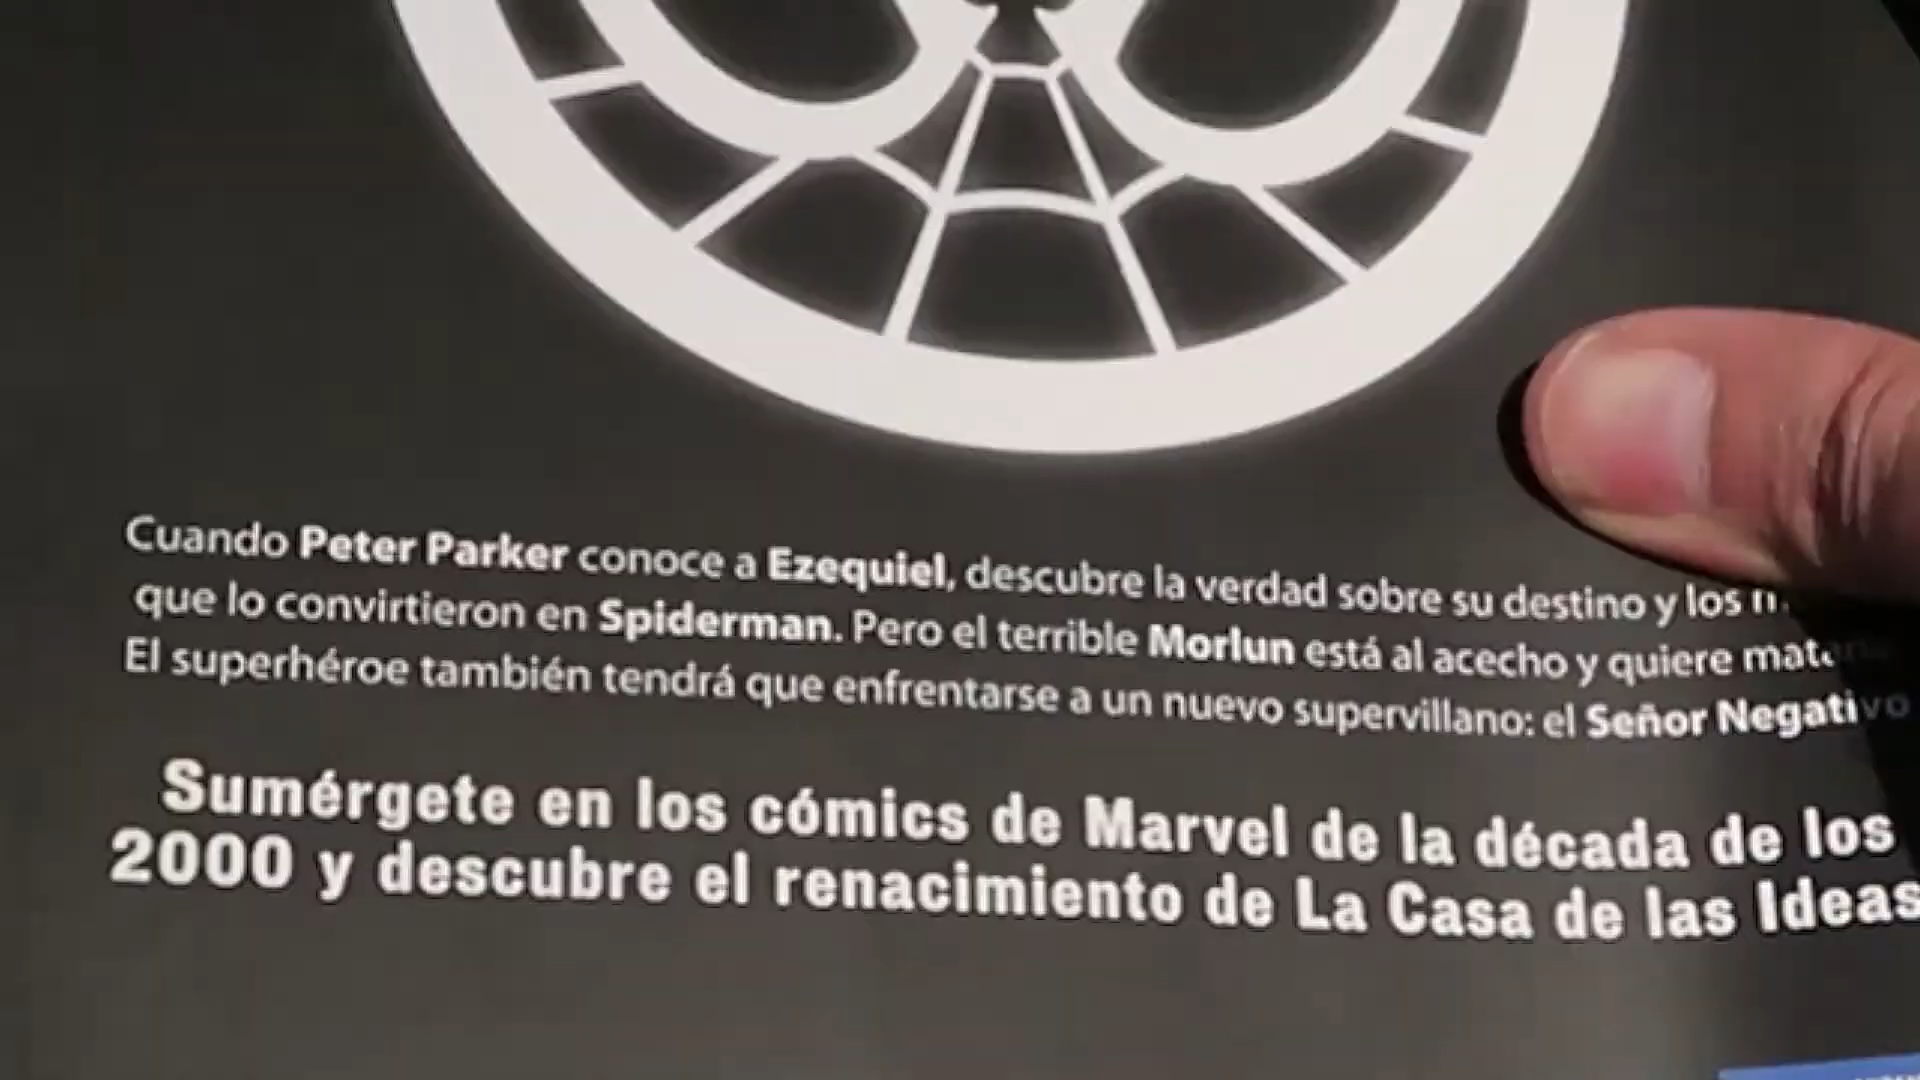 Cuando Peter Parker conoce a Ezequiel, descubre la verdad sobre su destino y los
que lo convirtieron en Spiderman. Pero el terrible Morlun está al acecho y quiere
El superhéroe también tendrá que enfrentarse a un nuevo supervillano: el Señor Negativo
Sumérgete en los cómics de Marvel de la década de los
2000 y descubre el renacimiento de La Casa de las Ideas